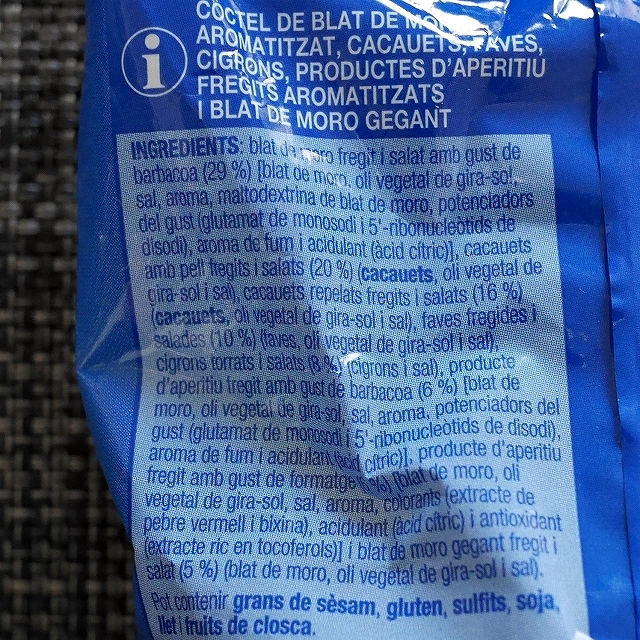 CÒCTEL DE BLAT DE
AROMATITZAT, CACAUETS, FAVES,
CIGRONS, PRODUCTES D'APERITIU
FREGITS AROMATITZATS
I BLAT DE MORO GEGANT
INGREDIENTS: blat de moro fregit i salat amb gust de
barbacoa (29 %) [blat de moro, oli vegetal de gira-sol,
sal, aroma, maltodextrina de blat de moro, potenciadors
del gust (glutamat de monosodi i 5'-ribonucleòtids de
disodi), aroma de fum i acidulant (àcid cítric)], cacauets
amb pell fregits i salats (20 %) (cacauets, oli vegetal de
gira-sol i sal), cacauets repelats fregits i salats (16 %)
(cacauets, oli vegetal de gira-sol i sal), faves fregides i
salades (10 %) (faves, oli vegetal de gira-sol i sal),
cigrons torrats i salats (8 %) (cigrons i sal), producte
d'aperitiu fregit amb gust de barbacoa (6 %) [blat de
moro, oli vegetal de gira-sol, sal, aroma, potenciadors del
gust (glutamat de monosodi i 5'-ribonucleòtids de disodi),
aroma de fum i acidulant (àcid cítric)], producte d'aperitiu
fregit amb gust de formatge %) [blat de moro, oli
vegetal de gira-sol, sal, aroma, colorants (extracte de
pebre vermell i bixina), acidulant (àcid cítric) i antioxidant
(extracte ric en tocoferols)] i blat de moro gegant fregit i
salat (5 %) (blat de moro, oli vegetal de gira-sol i sal).
Pot contenir grans de sèsam, gluten, sulfits, soja,
llet i fruits de closca.